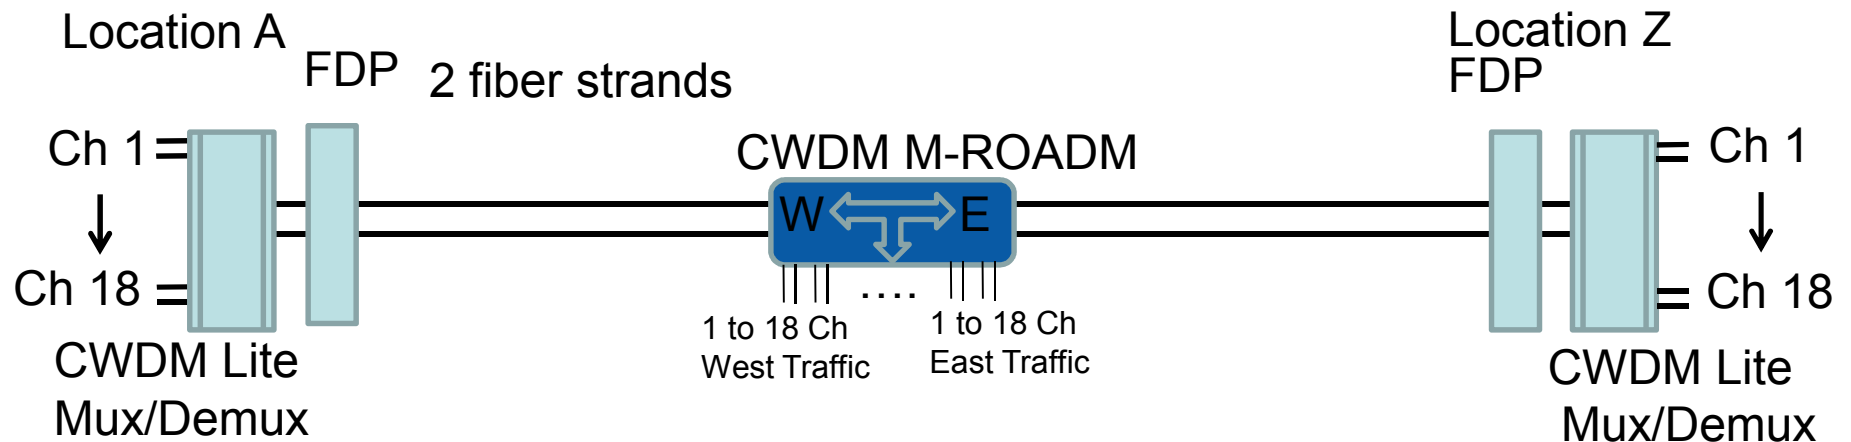 Location A
FDP
2 fiber strands
Location Z
FDP
Ch 1
CWDM M-ROADM
Ch 1
W
E
Ch 18
....
Ch 18
1 to 18 Ch
West Traffic
1 to 18 Ch
East Traffic
CWDM Lite
Mux/Demux
CWDM Lite
Mux/Demux